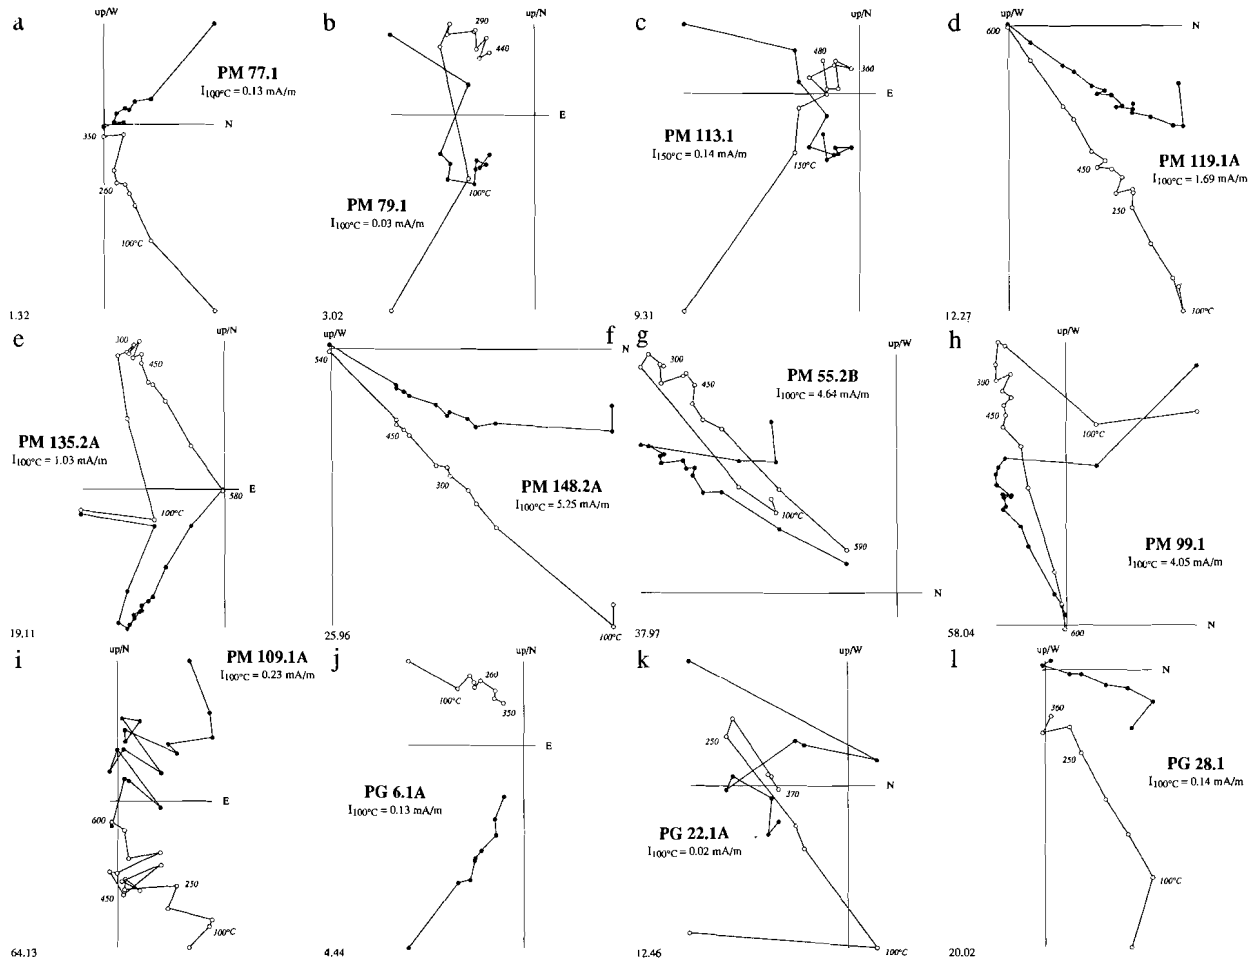 a
up/W
PM 77.1
I100°C = 0.13 mA/m
N
350
260
100°C
1.32
b
up/N
290
440
E
PM 79.1
I100°C = 0.03 mA/m
100°C
3.02
c
up/N
480
360
E
PM 113.1
I150°C = 0.14 mA/m
150°C
9.31
d
up/W
600
N
PM 119.1A
I100°C = 1.69 mA/m
450
250
100°C
12.27
e
up/N
300
450
PM 135.2A
I100°C = 1.03 mA/m
E
580
100°C
19.11
f
up/W
N
540
450
300
PM 148.2A
I100°C = 5.25 mA/m
100°C
25.96
g
up/W
300
450
PM 55.2B
I100°C = 4.64 mA/m
100°C
590
N
37.97
h
up/W
300
450
100°C
PM 99.1
I100°C = 4.05 mA/m
N
600
58.04
i
up/N
PM 109.1A
I100°C = 0.23 mA/m
E
600
450
250
100°C
64.13
j
up/N
260
100°C
350
E
PG 6.1A
I100°C = 0.13 mA/m
4.44
k
up/W
250
370
N
PG 22.1A
I100°C = 0.02 mA/m
100°C
12.46
l
up/W
N
360
250
PG 28.1
I100°C = 0.14 mA/m
100°C
20.02